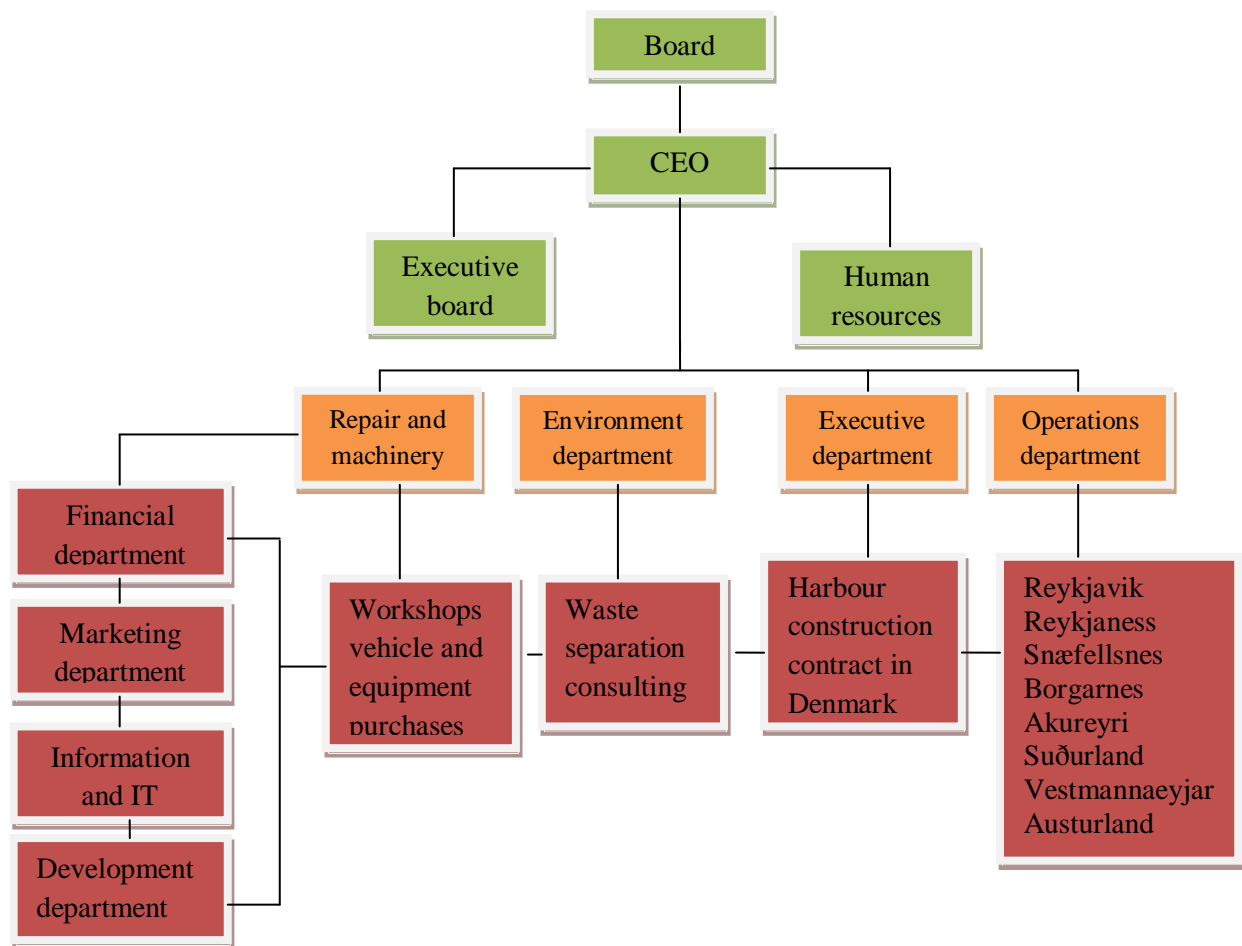 Board
CEO
Executive
board
Human
resources
Repair and
machinery
Environment
department
Executive
department
Operations
department
Financial
department
Marketing
department
Information
and IT
Development
department
Workshops
vehicle and
equipment
purchases
Waste
separation
consulting
Harbour
construction
contract in
Denmark
Reykjavik
Reykjaness
Snæfellsnes
Borgarnes
Akureyri
Suðurland
Vestmannaeyjar
Austurland